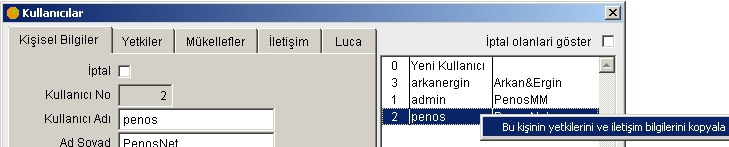 Kullanıcılar
Kişisel Bilgiler Yetkiler Mükellefler İletişim Luca
İptal olanlari göster
İptal
Kullanıcı No 2
Kullanıcı Adı penos
Ad Soyad PenosNet
0 Yeni Kullanıcı
3 arkanergin Arkan&Ergin
1 admin PenosMM
2 penos
Bu kişinin yetkilerini ve iletişim bilgilerini kopyala